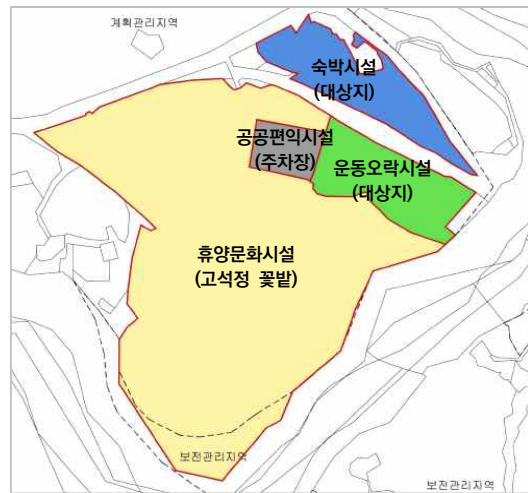 계획관리지역
숙박시설
(대상지)
공공편익시설
(주차장)
운동오락시설
(대상지)
휴양문화시설
(고석정 꽃밭)
보전관리지역
보전관리지역